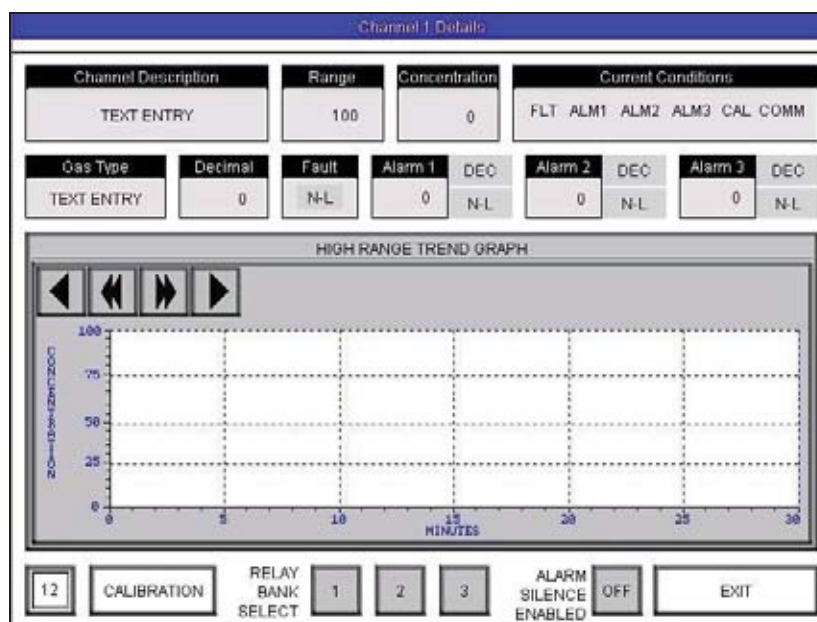 Channel 1 Details
Channel Description Range Concentration Current Conditions
TEXT ENTRY 100 0 FLT ALM1 ALM2 ALM3 CAL COMM
Gas Type Decimal Fault Alarm 1 DEC Alarm 2 DEC Alarm 3 DEC
TEXT ENTRY 0 N-L 0 N-L 0 N-L 0 N-L
HIGH RANGE TREND GRAPH
CONCENTRATION
100
75
50
25
0
0 5 10 15 20 25 30
MINUTES
12 CALIBRATION
RELAY
BANK
SELECT
1 2 3
ALARM
SILENCE
ENABLED
OFF EXIT